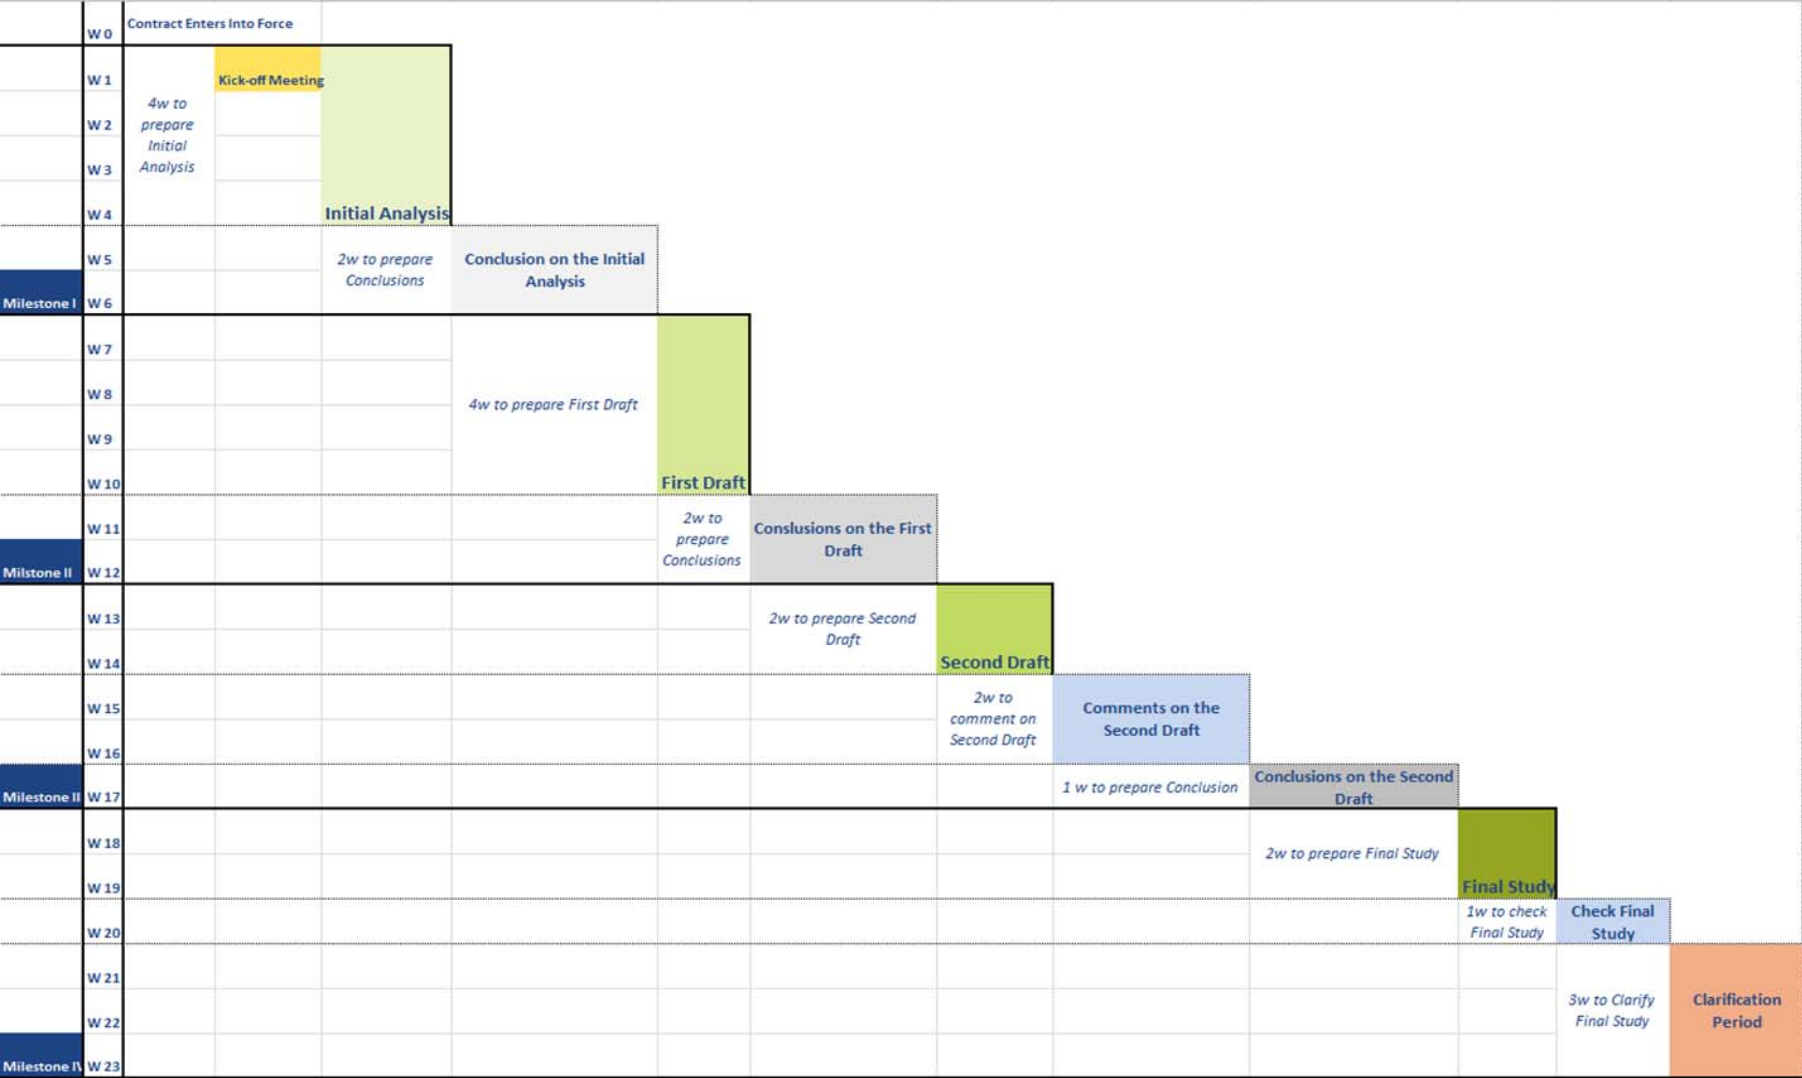 W 0
Contract Enters Into Force
W 1
Kick-off Meeting
4w to
prepare
Initial
Analysis
W 2
W 3
W 4
Initial Analysis
W 5
2w to prepare
Conclusions
Conclusion on the Initial
Analysis
Milestone I
W 6
W 7
W 8
4w to prepare First Draft
W 9
W 10
First Draft
W 11
2w to
prepare
Conclusions
Conslusions on the First
Draft
Milstone II
W 12
W 13
2w to prepare Second
Draft
W 14
Second Draft
W 15
2w to
comment on
Second Draft
Comments on the
Second Draft
W 16
Milestone II
W 17
1 w to prepare Conclusion
Conclusions on the Second
Draft
W 18
2w to prepare Final Study
W 19
Final Study
W 20
1w to check
Final Study
Check Final
Study
W 21
W 22
3w to Clarify
Final Study
Clarification
Period
Milestone IV
W 23